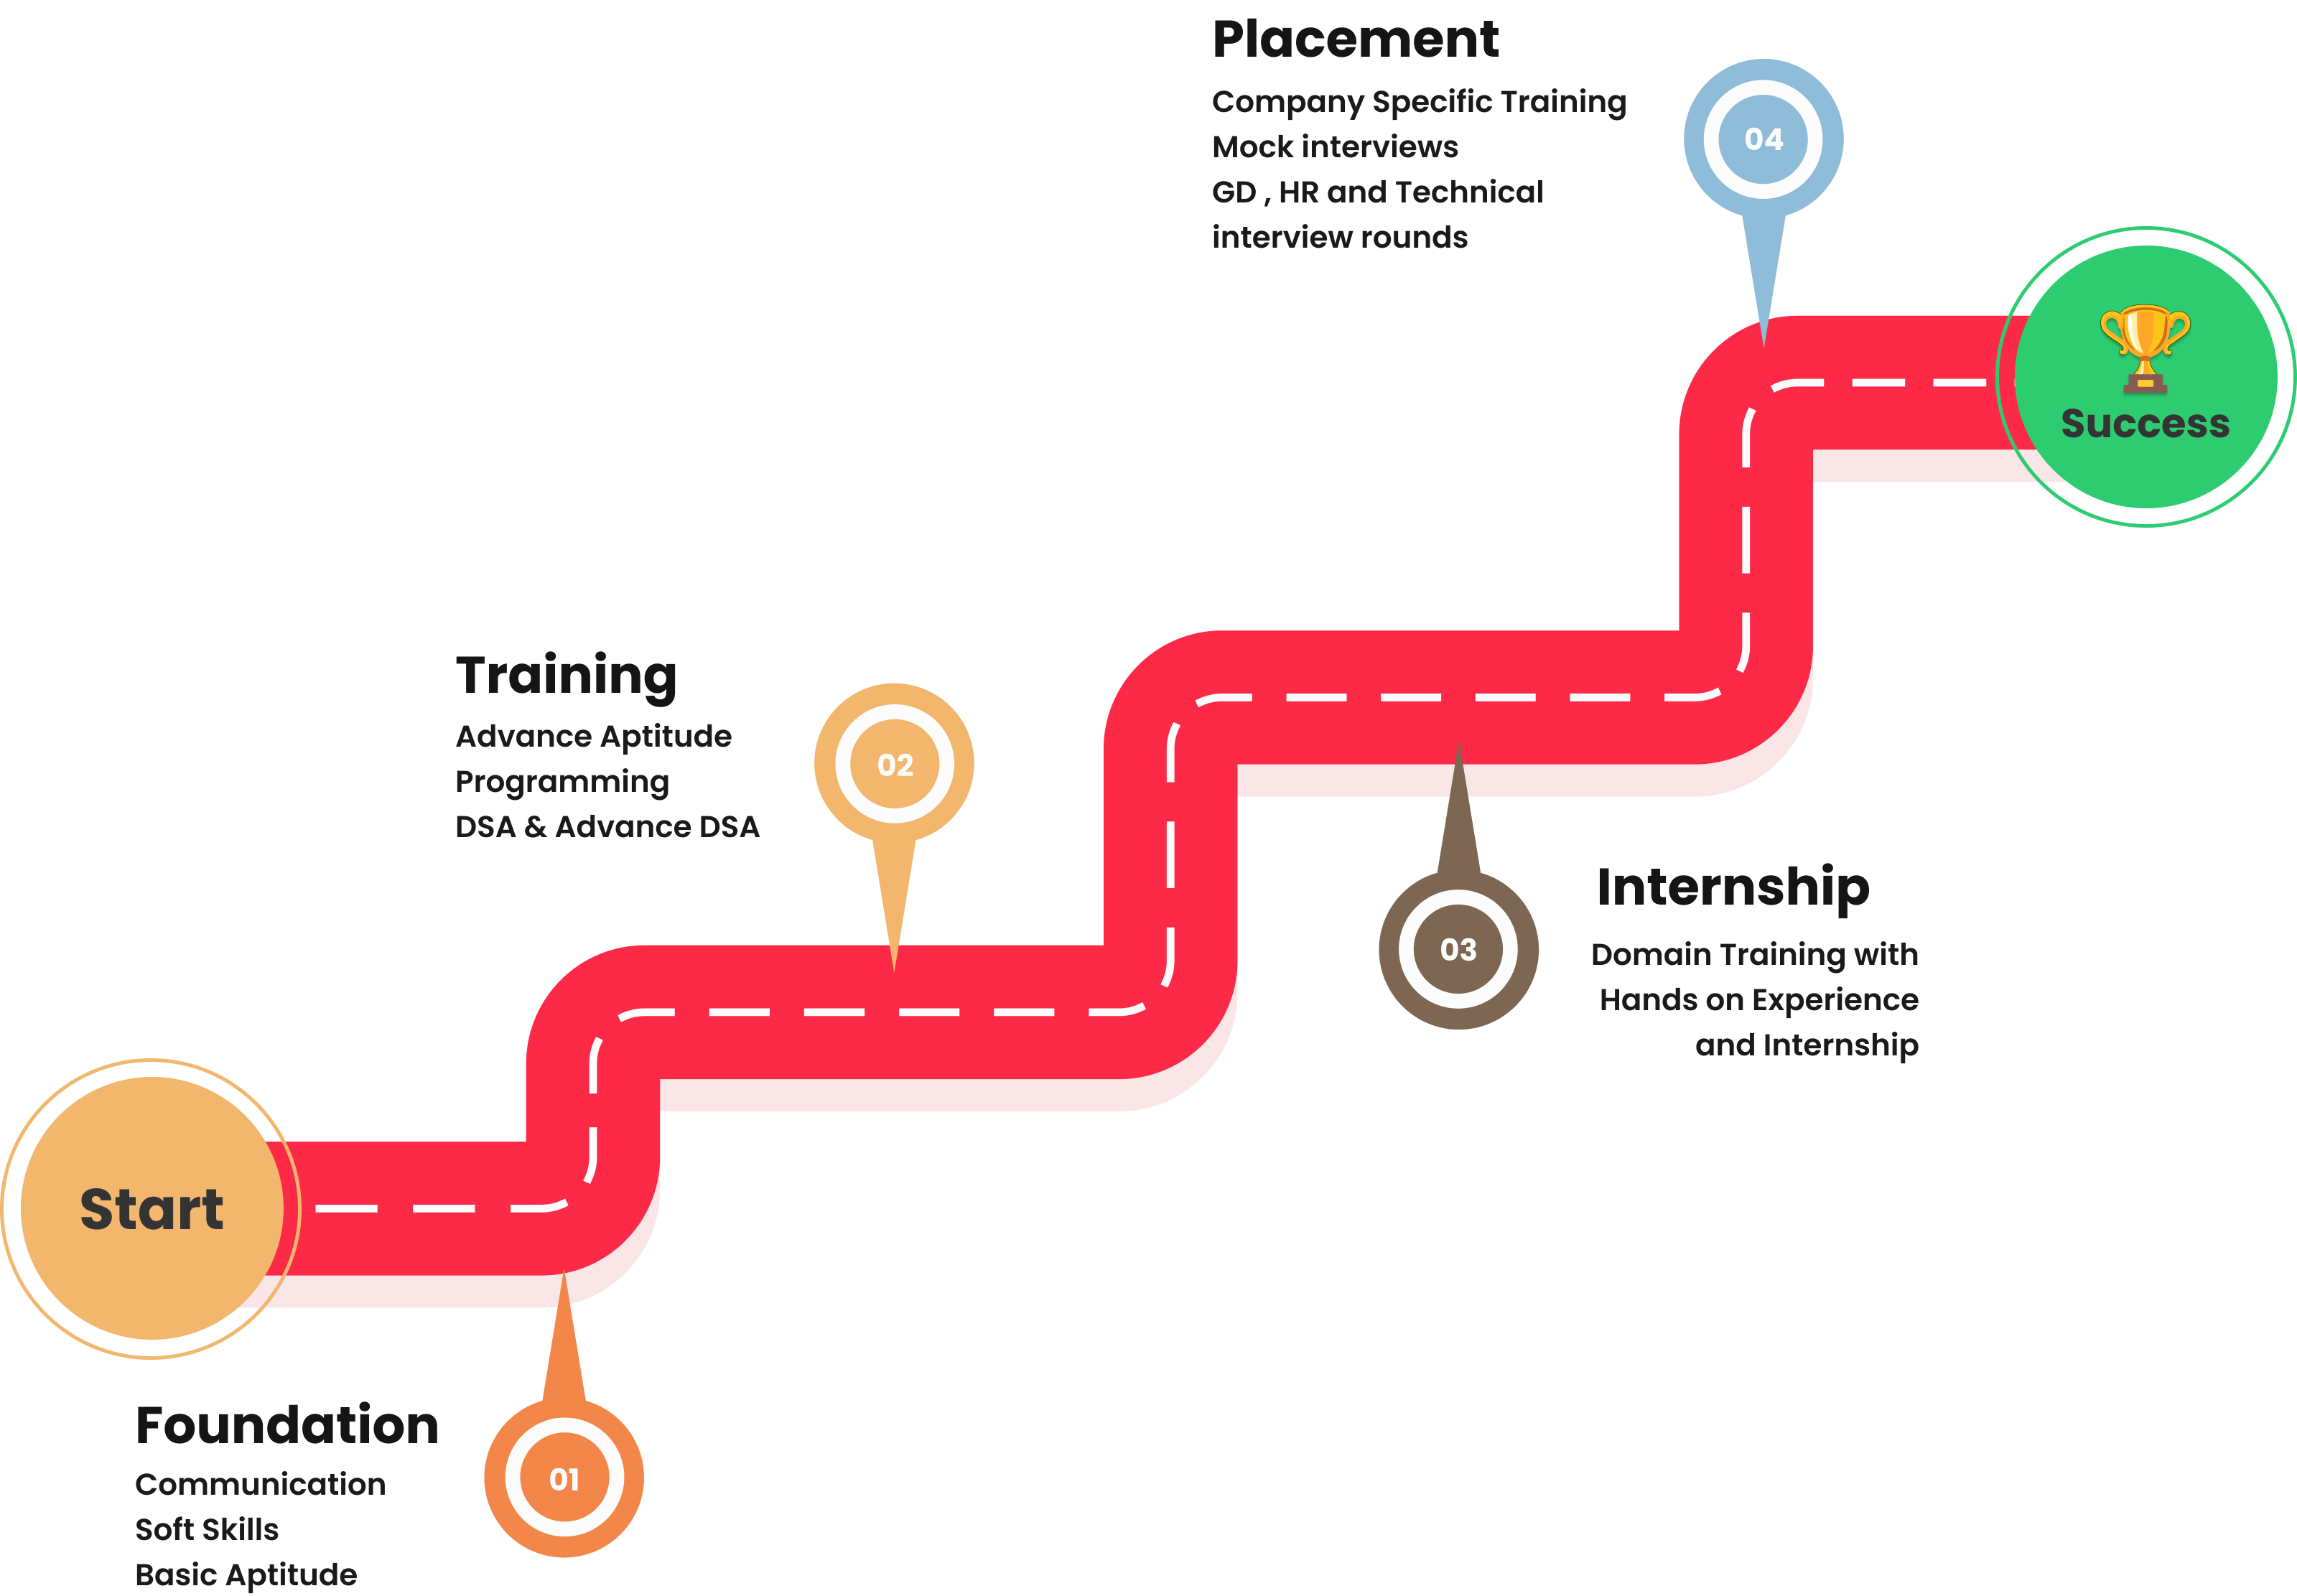 Placement
Company Specific Training
Mock interviews
GD , HR and Technical
interview rounds
04
Success
Training
Advance Aptitude
Programming
DSA & Advance DSA
02
Internship
Domain Training with
Hands on Experience
and Internship
03
Start
Foundation
Communication
Soft Skills
Basic Aptitude
01